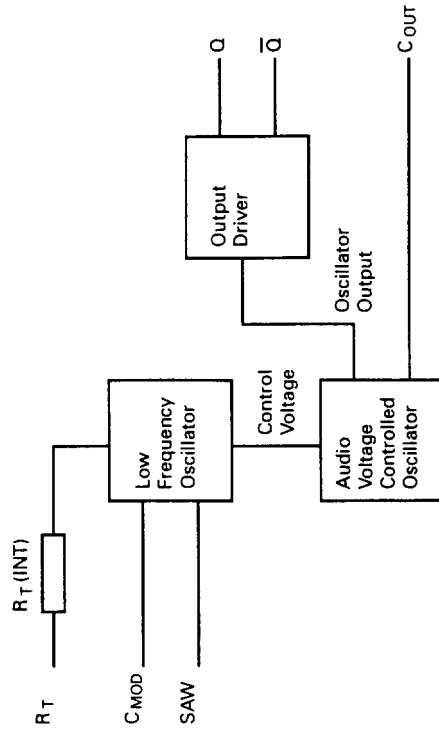 R_T
R_T (INT)
C_MOD
SAW
Low
Frequency
Oscillator
Control
Voltage
Audio
Voltage
Controlled
Oscillator
Oscillator
Output
Output
Driver
Q
Q̅
C_OUT